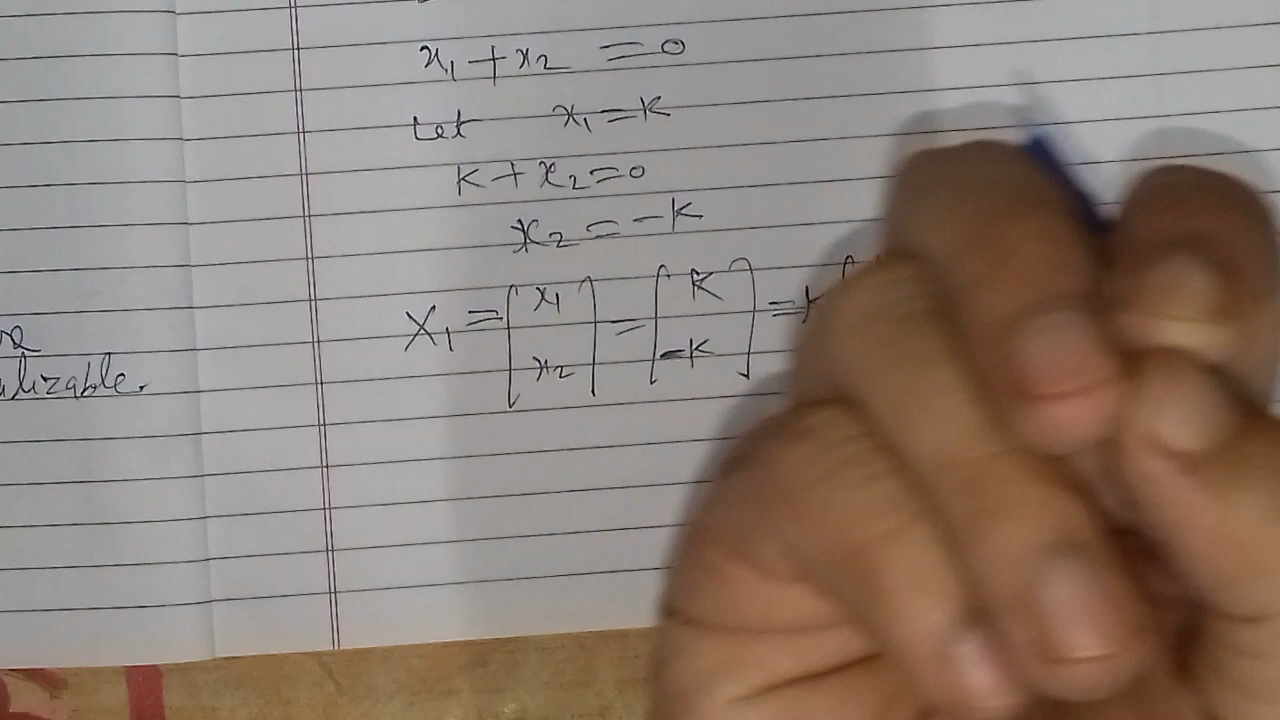 x₁ + x₂ = 0
Let x₁ = k
k + x₂ = 0
x₂ = -k
X₁ = [x₁ x₂] = [k -k] = k
alizable.